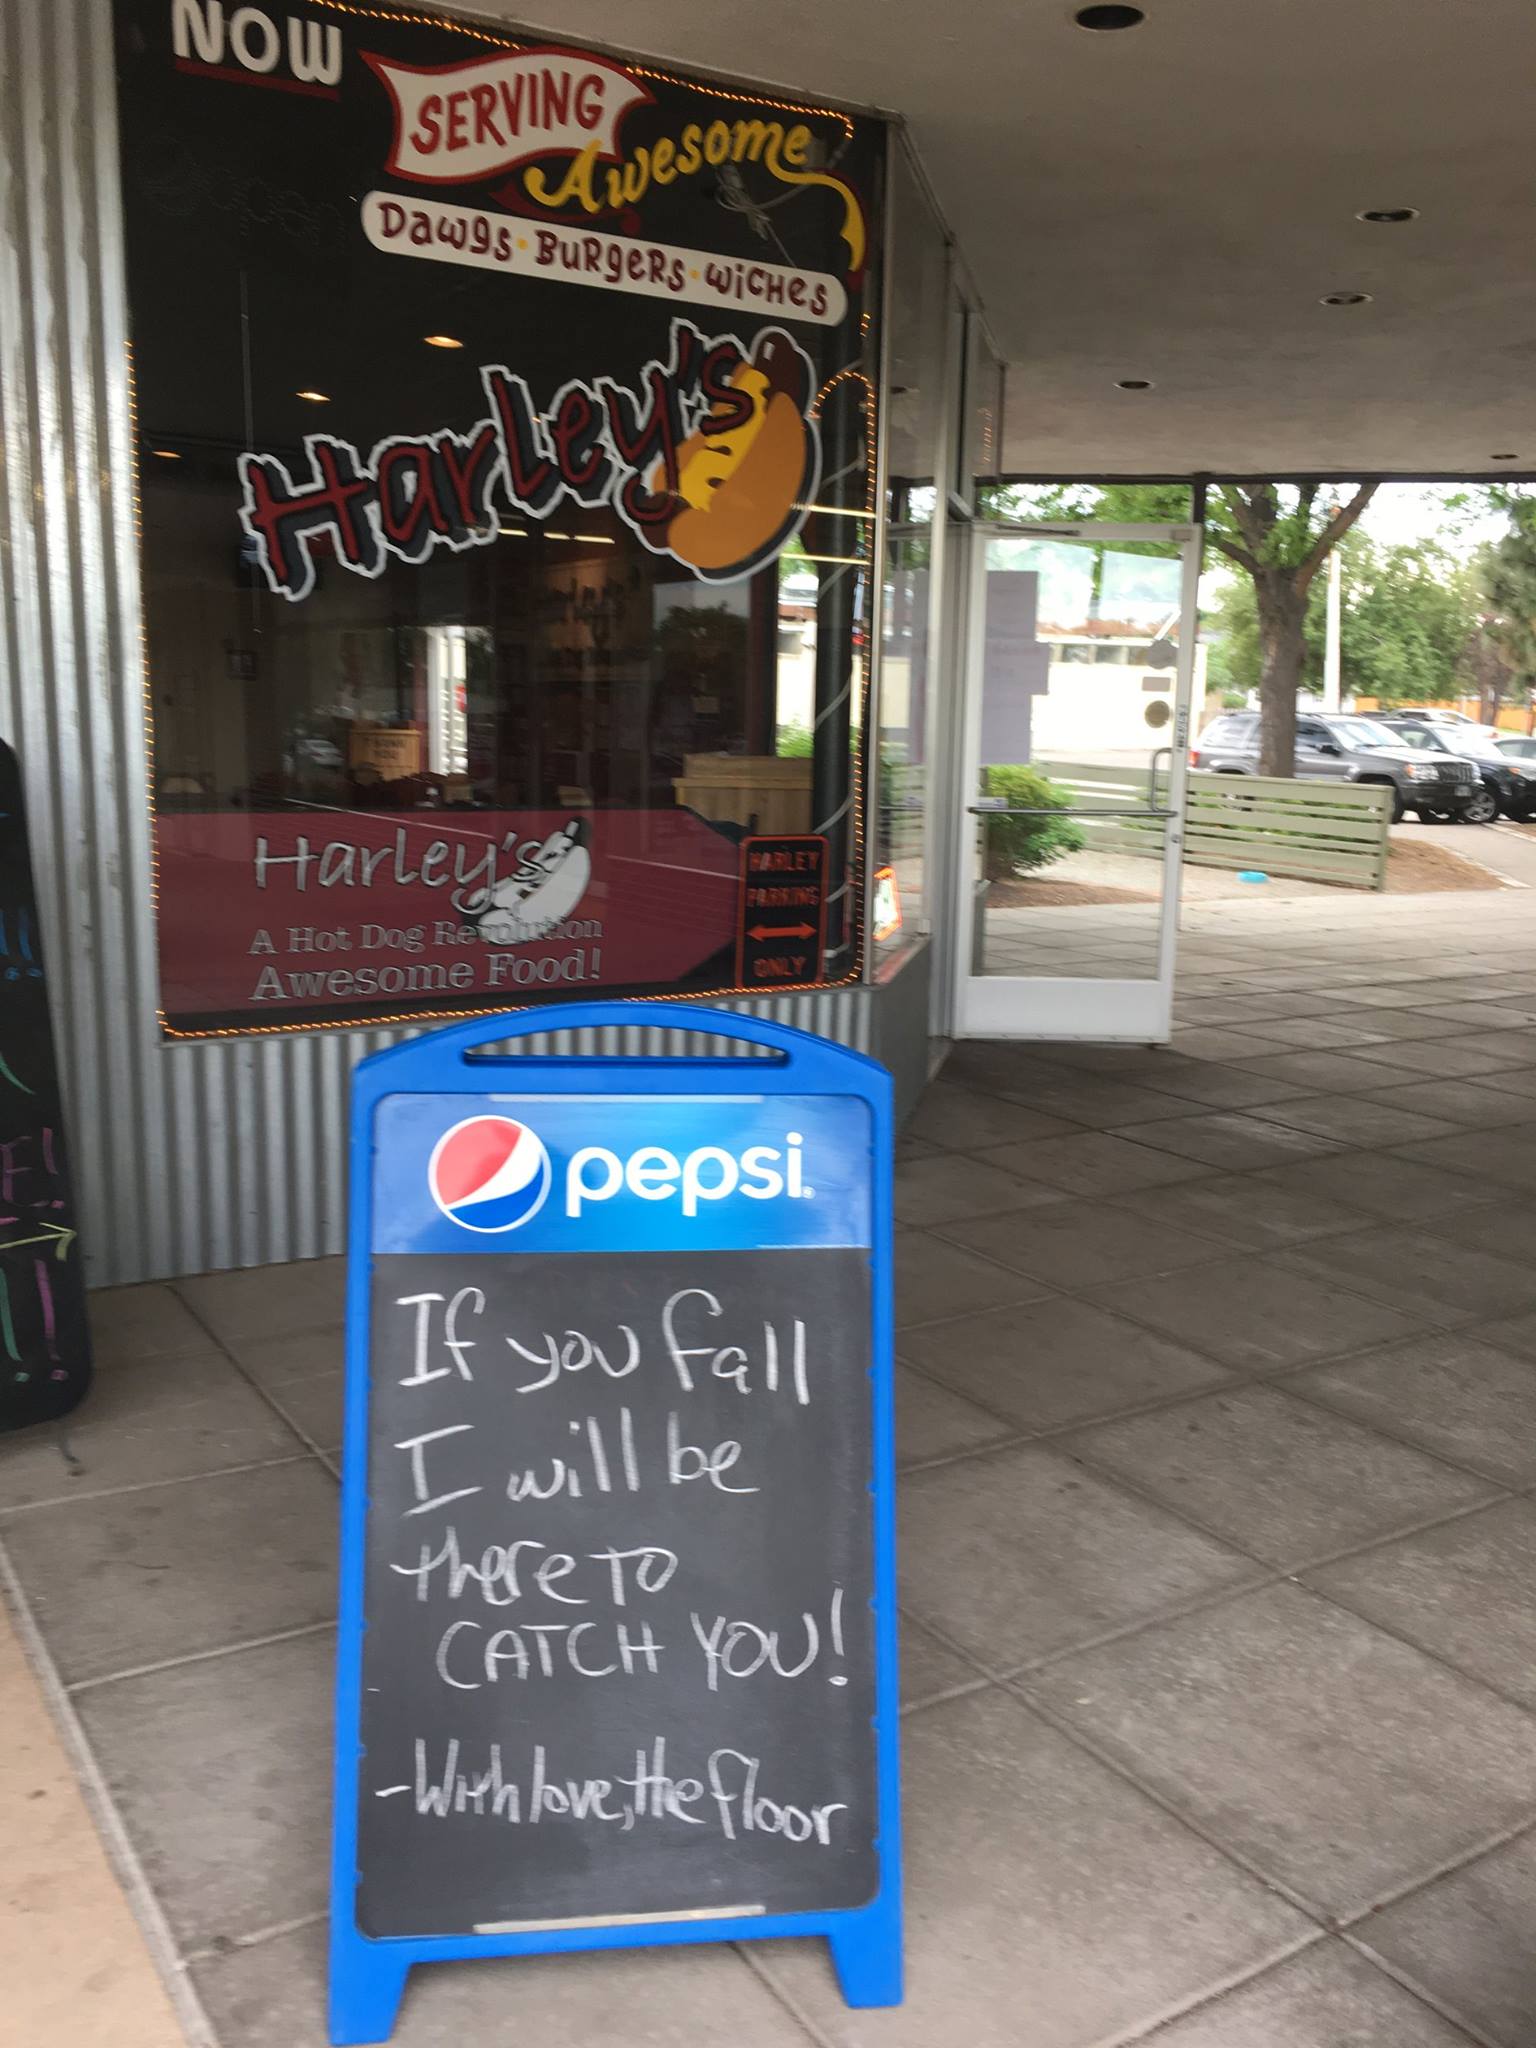 NOW
SERVING
Awesome
Dawgs · Burgers · Wiches
Harley's
Harley's
A Hot Dog Revolution
Awesome Food!
HARLEY
PARKING
ONLY
pepsi
If you fall
I will be
there to
CATCH YOU!
-With love, the floor
E!